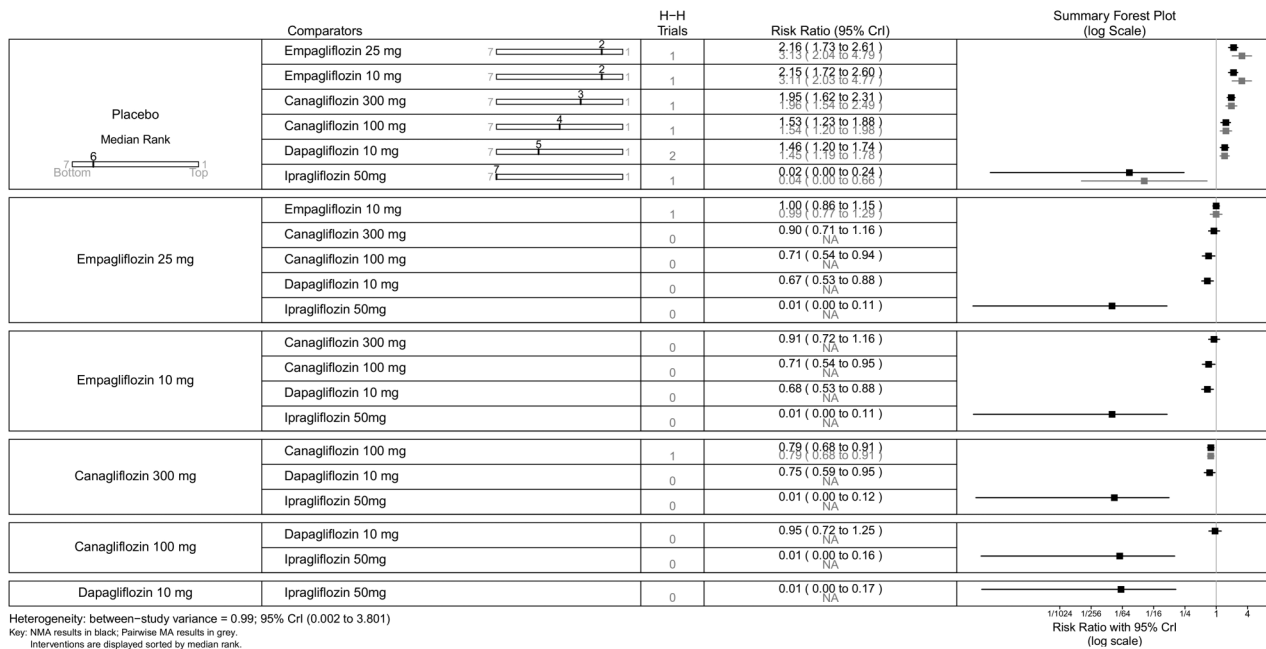 Comparators
H−H
Trials
Risk Ratio (95% CrI)
Summary Forest Plot
(log Scale)
Placebo
Median Rank
6
7 1
Bottom Top
Empagliflozin 25 mg 7 2 1 1 2.16 ( 1.73 to 2.61 )
3.13 ( 2.04 to 4.79 )
Empagliflozin 10 mg 7 2 1 1 2.15 ( 1.72 to 2.60 )
3.11 ( 2.03 to 4.77 )
Canagliflozin 300 mg 7 3 1 1 1.95 ( 1.62 to 2.31 )
1.96 ( 1.54 to 2.49 )
Canagliflozin 100 mg 7 4 1 1 1.53 ( 1.23 to 1.88 )
1.54 ( 1.20 to 1.98 )
Dapagliflozin 10 mg 7 5 1 2 1.46 ( 1.20 to 1.74 )
1.45 ( 1.19 to 1.78 )
Ipragliflozin 50mg 7 7 1 1 0.02 ( 0.00 to 0.24 )
0.04 ( 0.00 to 0.66 )
Empagliflozin 25 mg
Empagliflozin 10 mg 1 1.00 ( 0.86 to 1.15 )
0.99 ( 0.77 to 1.29 )
Canagliflozin 300 mg 0 0.90 ( 0.71 to 1.16 )
NA
Canagliflozin 100 mg 0 0.71 ( 0.54 to 0.94 )
NA
Dapagliflozin 10 mg 0 0.67 ( 0.53 to 0.88 )
NA
Ipragliflozin 50mg 0 0.01 ( 0.00 to 0.11 )
NA
Empagliflozin 10 mg
Canagliflozin 300 mg 0 0.91 ( 0.72 to 1.16 )
NA
Canagliflozin 100 mg 0 0.71 ( 0.54 to 0.95 )
NA
Dapagliflozin 10 mg 0 0.68 ( 0.53 to 0.88 )
NA
Ipragliflozin 50mg 0 0.01 ( 0.00 to 0.11 )
NA
Canagliflozin 300 mg
Canagliflozin 100 mg 1 0.79 ( 0.68 to 0.91 )
0.79 ( 0.68 to 0.91 )
Dapagliflozin 10 mg 0 0.75 ( 0.59 to 0.95 )
NA
Ipragliflozin 50mg 0 0.01 ( 0.00 to 0.12 )
NA
Canagliflozin 100 mg
Dapagliflozin 10 mg 0 0.95 ( 0.72 to 1.25 )
NA
Ipragliflozin 50mg 0 0.01 ( 0.00 to 0.16 )
NA
Dapagliflozin 10 mg
Ipragliflozin 50mg 0 0.01 ( 0.00 to 0.17 )
NA
1/1024 1/256 1/64 1/16 1/4 1 4
Risk Ratio with 95% CrI
(log scale)
Heterogeneity: between−study variance = 0.99; 95% CrI (0.002 to 3.801)
Key: NMA results in black; Pairwise MA results in grey.
Interventions are displayed sorted by median rank.